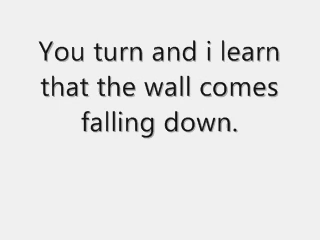 You turn and i learn
that the wall comes
falling down.